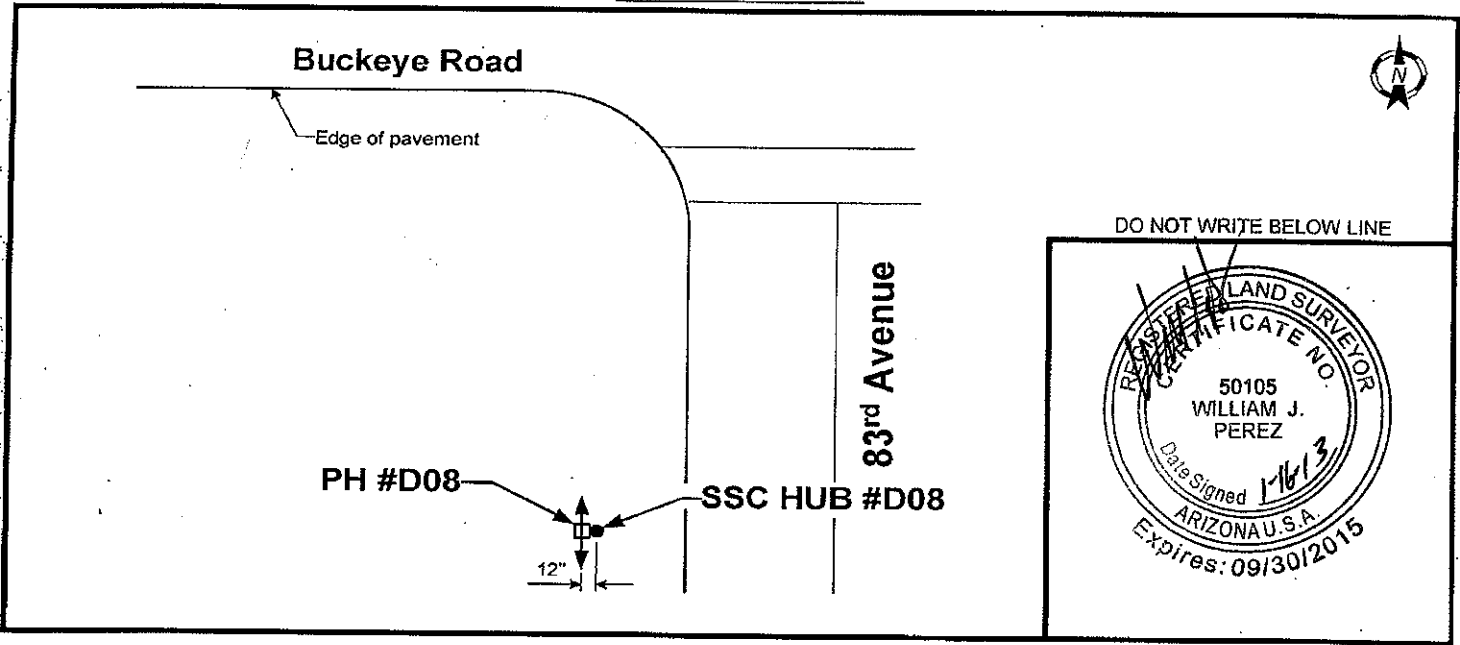 Buckeye Road
N
Edge of pavement
DO NOT WRITE BELOW LINE
83rd Avenue
PH #D08
SSC HUB #D08
12"
REGISTERED LAND SURVEYOR
CERTIFICATE NO.
50105
WILLIAM J.
PEREZ
Date Signed 1-16-13
ARIZONA U.S.A.
Expires: 09/30/2015